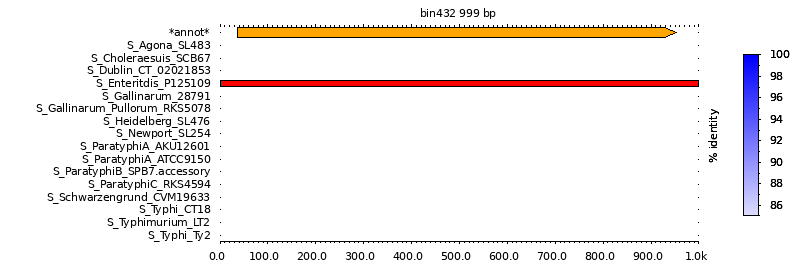 bin432 999 bp
*annot*
S_Agona_SL483
S_Choleraesuis_SCB67
S_Dublin_CT_02021853
S_Enteritdis_P125109
S_Gallinarum_28791
S_Gallinarum_Pullorum_RKS5078
S_Heidelberg_SL476
S_Newport_SL254
S_ParatyphiA_AKU12601
S_ParatyphiA_ATCC9150
S_ParatyphiB_SPB7.accessory
S_ParatyphiC_RKS4594
S_Schwarzengrund_CVM19633
S_Typhi_CT18
S_Typhimurium_LT2
S_Typhi_Ty2
0.0 100.0 200.0 300.0 400.0 500.0 600.0 700.0 800.0 900.0 1.0k
% identity
100
98
96
94
92
90
88
86